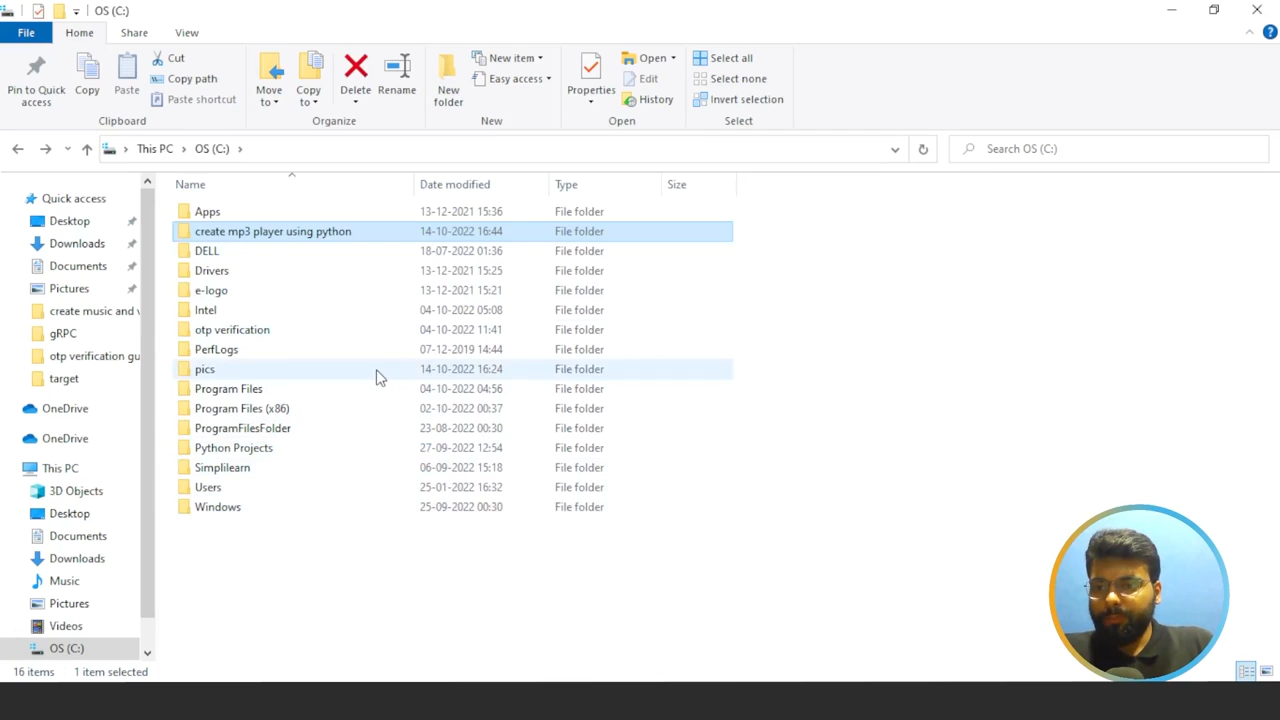 OS (C:)
File Home Share View
Pin to Quick access
Copy
Paste
Cut
Copy path
Paste shortcut
Clipboard
Move to
Copy to
Delete
Rename
Organize
New folder
New item
Easy access
New
Properties
Open
Edit
History
Open
Select all
Select none
Invert selection
Select
This PC OS (C:)
Search OS (C:)
Quick access
Desktop
Downloads
Documents
Pictures
create music and v
gRPC
otp verification gu
target
OneDrive
OneDrive
This PC
3D Objects
Desktop
Documents
Downloads
Music
Pictures
Videos
OS (C:)
Name Date modified Type Size
Apps 13-12-2021 15:36 File folder
create mp3 player using python 14-10-2022 16:44 File folder
DELL 18-07-2022 01:36 File folder
Drivers 13-12-2021 15:25 File folder
e-logo 13-12-2021 15:21 File folder
Intel 04-10-2022 05:08 File folder
otp verification 04-10-2022 11:41 File folder
PerfLogs 07-12-2019 14:44 File folder
pics 14-10-2022 16:24 File folder
Program Files 04-10-2022 04:56 File folder
Program Files (x86) 02-10-2022 00:37 File folder
ProgramFilesFolder 23-08-2022 00:30 File folder
Python Projects 27-09-2022 12:54 File folder
Simplilearn 06-09-2022 15:18 File folder
Users 25-01-2022 16:32 File folder
Windows 25-09-2022 00:30 File folder
16 items 1 item selected